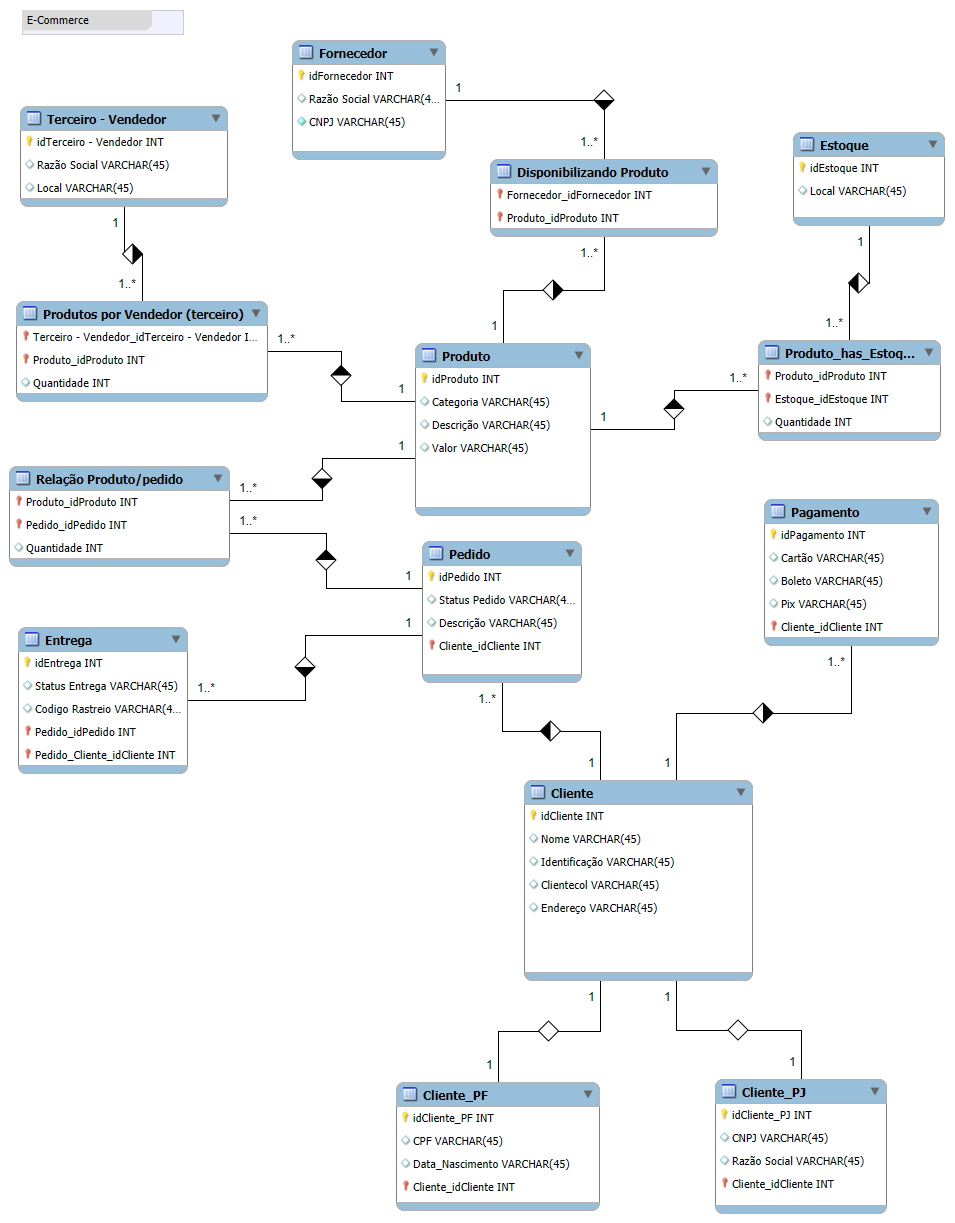 E-Commerce
Fornecedor
idFornecedor INT
Razão Social VARCHAR(4...
CNPJ VARCHAR(45)
1
1..*
Terceiro - Vendedor
idTerceiro - Vendedor INT
Razão Social VARCHAR(45)
Local VARCHAR(45)
1
1..*
Disponibilizando Produto
Fornecedor_idFornecedor INT
Produto_idProduto INT
1..*
1
Estoque
idEstoque INT
Local VARCHAR(45)
1
1..*
Produtos por Vendedor (terceiro)
Terceiro - Vendedor_idTerceiro - Vendedor I...
Produto_idProduto INT
Quantidade INT
1..*
1
Produto
idProduto INT
Categoria VARCHAR(45)
Descrição VARCHAR(45)
Valor VARCHAR(45)
1
1..*
Produto_has_Estoq...
Produto_idProduto INT
Estoque_idEstoque INT
Quantidade INT
1
1..*
Relação Produto/pedido
Produto_idProduto INT
Pedido_idPedido INT
Quantidade INT
1..*
1
Pedido
idPedido INT
Status Pedido VARCHAR(4...
Descrição VARCHAR(45)
Cliente_idCliente INT
1
1..*
Pagamento
idPagamento INT
Cartão VARCHAR(45)
Boleto VARCHAR(45)
Pix VARCHAR(45)
Cliente_idCliente INT
1..*
1
Entrega
idEntrega INT
Status Entrega VARCHAR(45)
Codigo Rastreio VARCHAR(4...
Pedido_idPedido INT
Pedido_Cliente_idCliente INT
1..*
1
Cliente
idCliente INT
Nome VARCHAR(45)
Identificação VARCHAR(45)
Clientecol VARCHAR(45)
Endereço VARCHAR(45)
1
1
1
1
Cliente_PF
idCliente_PF INT
CPF VARCHAR(45)
Data_Nascimento VARCHAR(45)
Cliente_idCliente INT
Cliente_PJ
idCliente_PJ INT
CNPJ VARCHAR(45)
Razão Social VARCHAR(45)
Cliente_idCliente INT